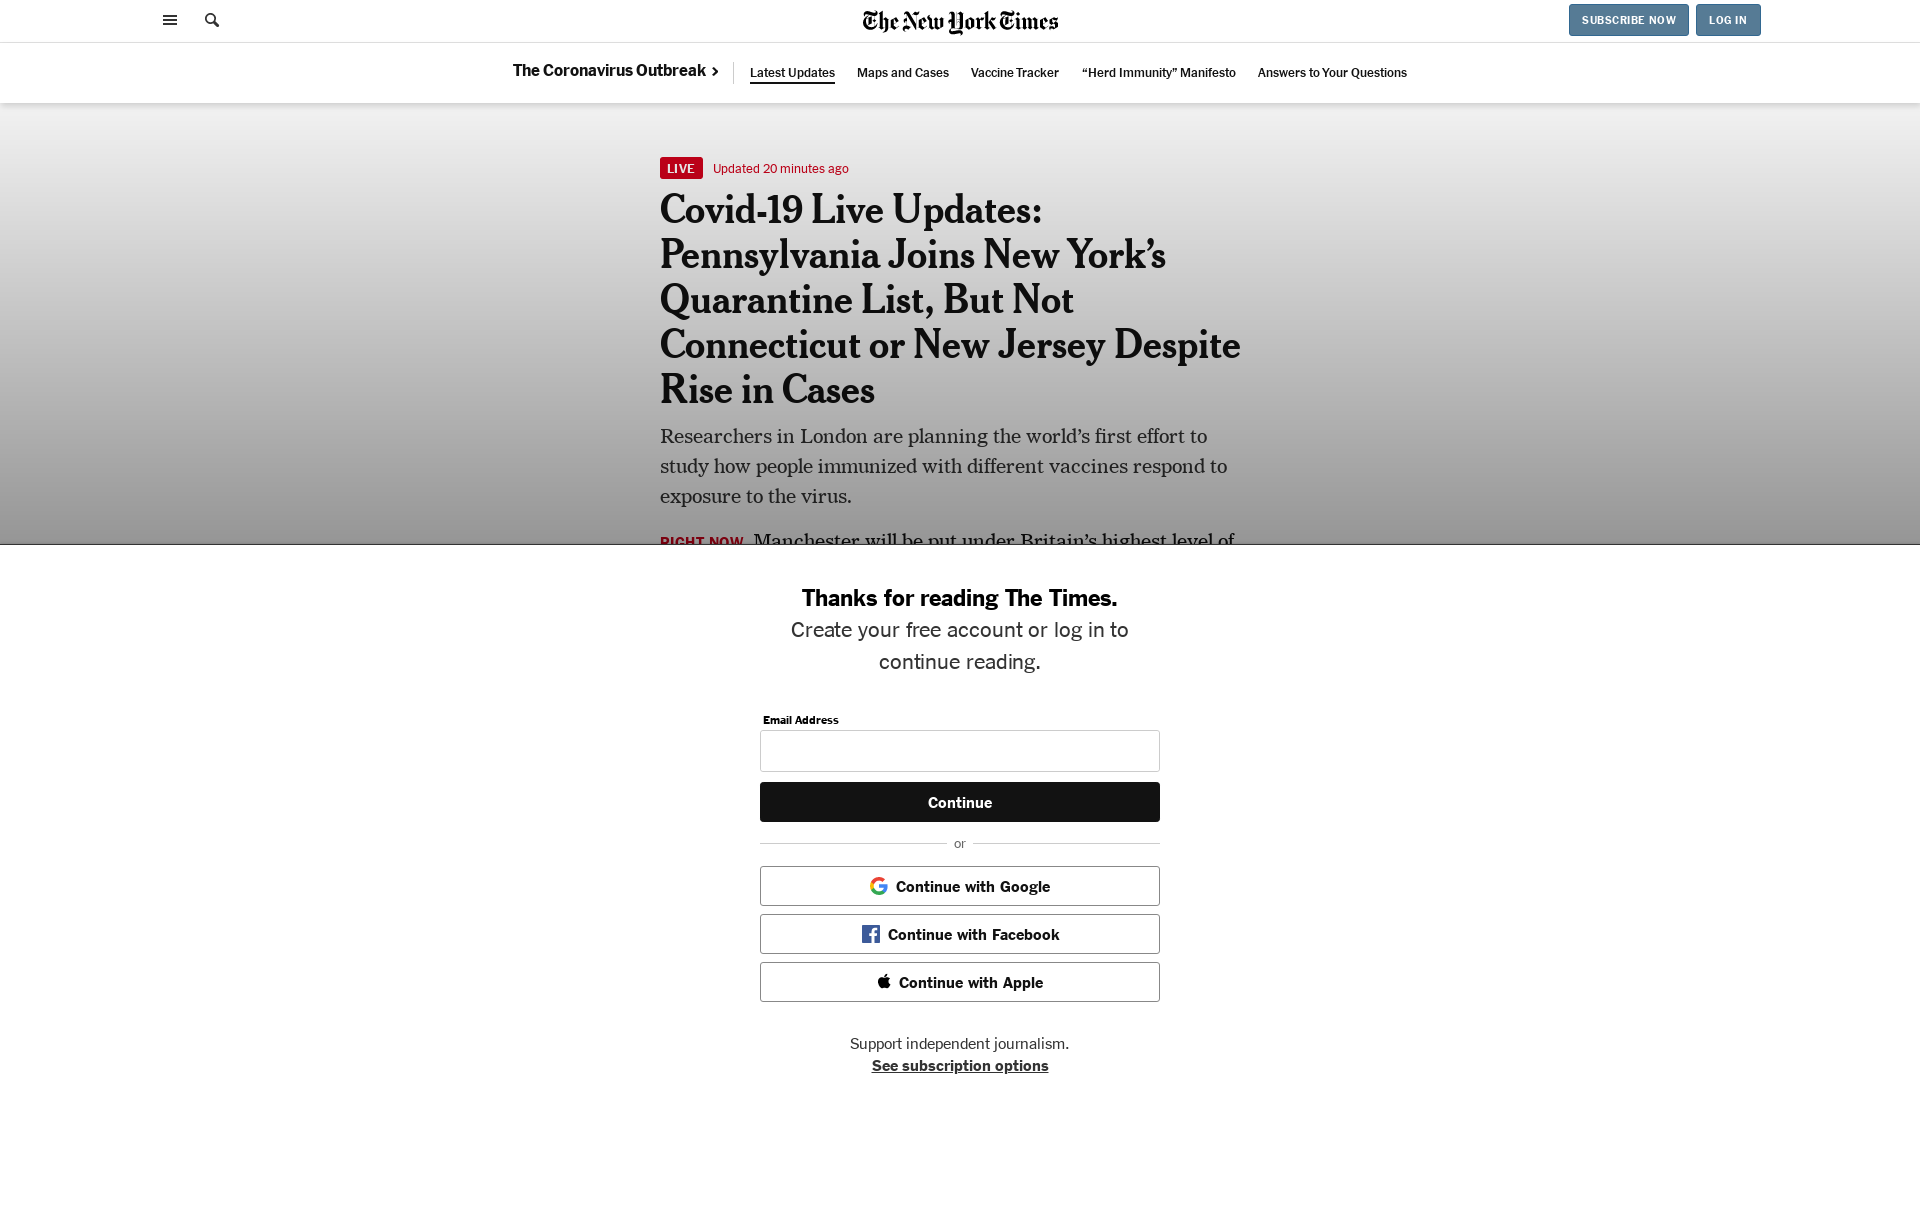 The New York Times
SUBSCRIBE NOW
LOG IN
The Coronavirus Outbreak
Latest Updates
Maps and Cases
Vaccine Tracker
“Herd Immunity” Manifesto
Answers to Your Questions
LIVE Updated 20 minutes ago
Covid-19 Live Updates:
Pennsylvania Joins New York’s
Quarantine List, But Not
Connecticut or New Jersey Despite
Rise in Cases
Researchers in London are planning the world’s first effort to
study how people immunized with different vaccines respond to
exposure to the virus.
RIGHT NOW Manchester will be put under Britain’s highest level of
Thanks for reading The Times.
Create your free account or log in to
continue reading.
Email Address
Continue
or
Continue with Google
Continue with Facebook
Continue with Apple
Support independent journalism.
See subscription options